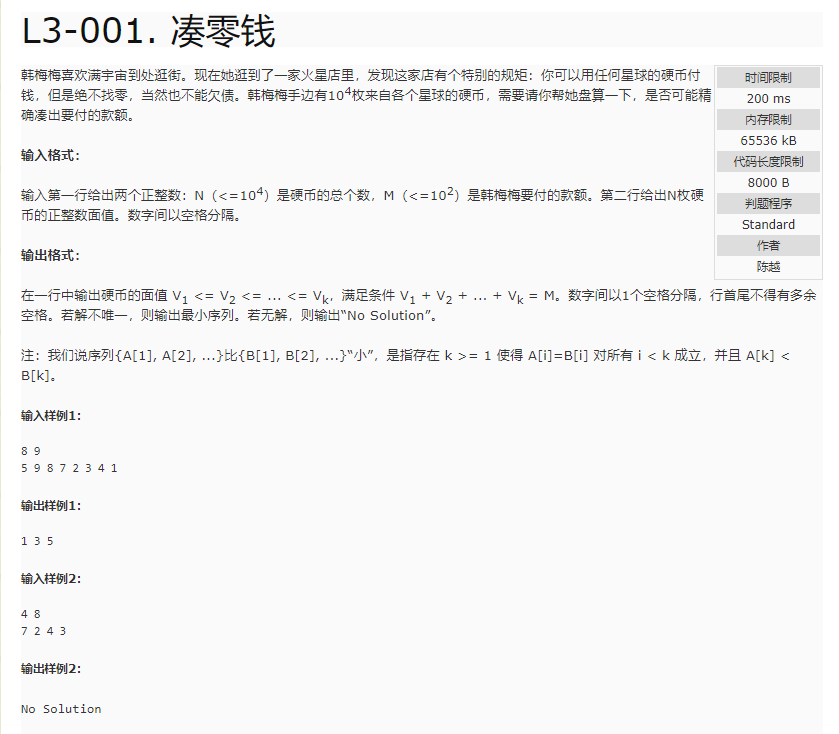 L3-001. 凑零钱
韩梅梅喜欢满宇宙到处逛街。现在她逛到了一家火星店里，发现这家店有个特别的规矩：你可以用任何星球的硬币付
钱，但是绝不找零，当然也不能欠债。韩梅梅手边有10⁴枚来自各个星球的硬币，需要请你帮她盘算一下，是否可能精
确凑出要付的款额。
时间限制
200 ms
内存限制
65536 kB
代码长度限制
8000 B
判题程序
Standard
作者
陈越
输入格式：
输入第一行给出两个正整数：N（<=10⁴）是硬币的总个数，M（<=10²）是韩梅梅要付的款额。第二行给出N枚硬
币的正整数面值。数字间以空格分隔。
输出格式：
在一行中输出硬币的面值 V₁ <= V₂ <= ... <= Vₖ，满足条件 V₁ + V₂ + ... + Vₖ = M。数字间以1个空格分隔，行首尾不得有多余
空格。若解不唯一，则输出最小序列。若无解，则输出“No Solution”。
注：我们说序列{A[1], A[2], ...}比{B[1], B[2], ...}“小”，是指存在 k >= 1 使得 A[i]=B[i] 对所有 i < k 成立，并且 A[k] <
B[k]。
输入样例1：
8 9
5 9 8 7 2 3 4 1
输出样例1：
1 3 5
输入样例2：
4 8
7 2 4 3
输出样例2：
No Solution